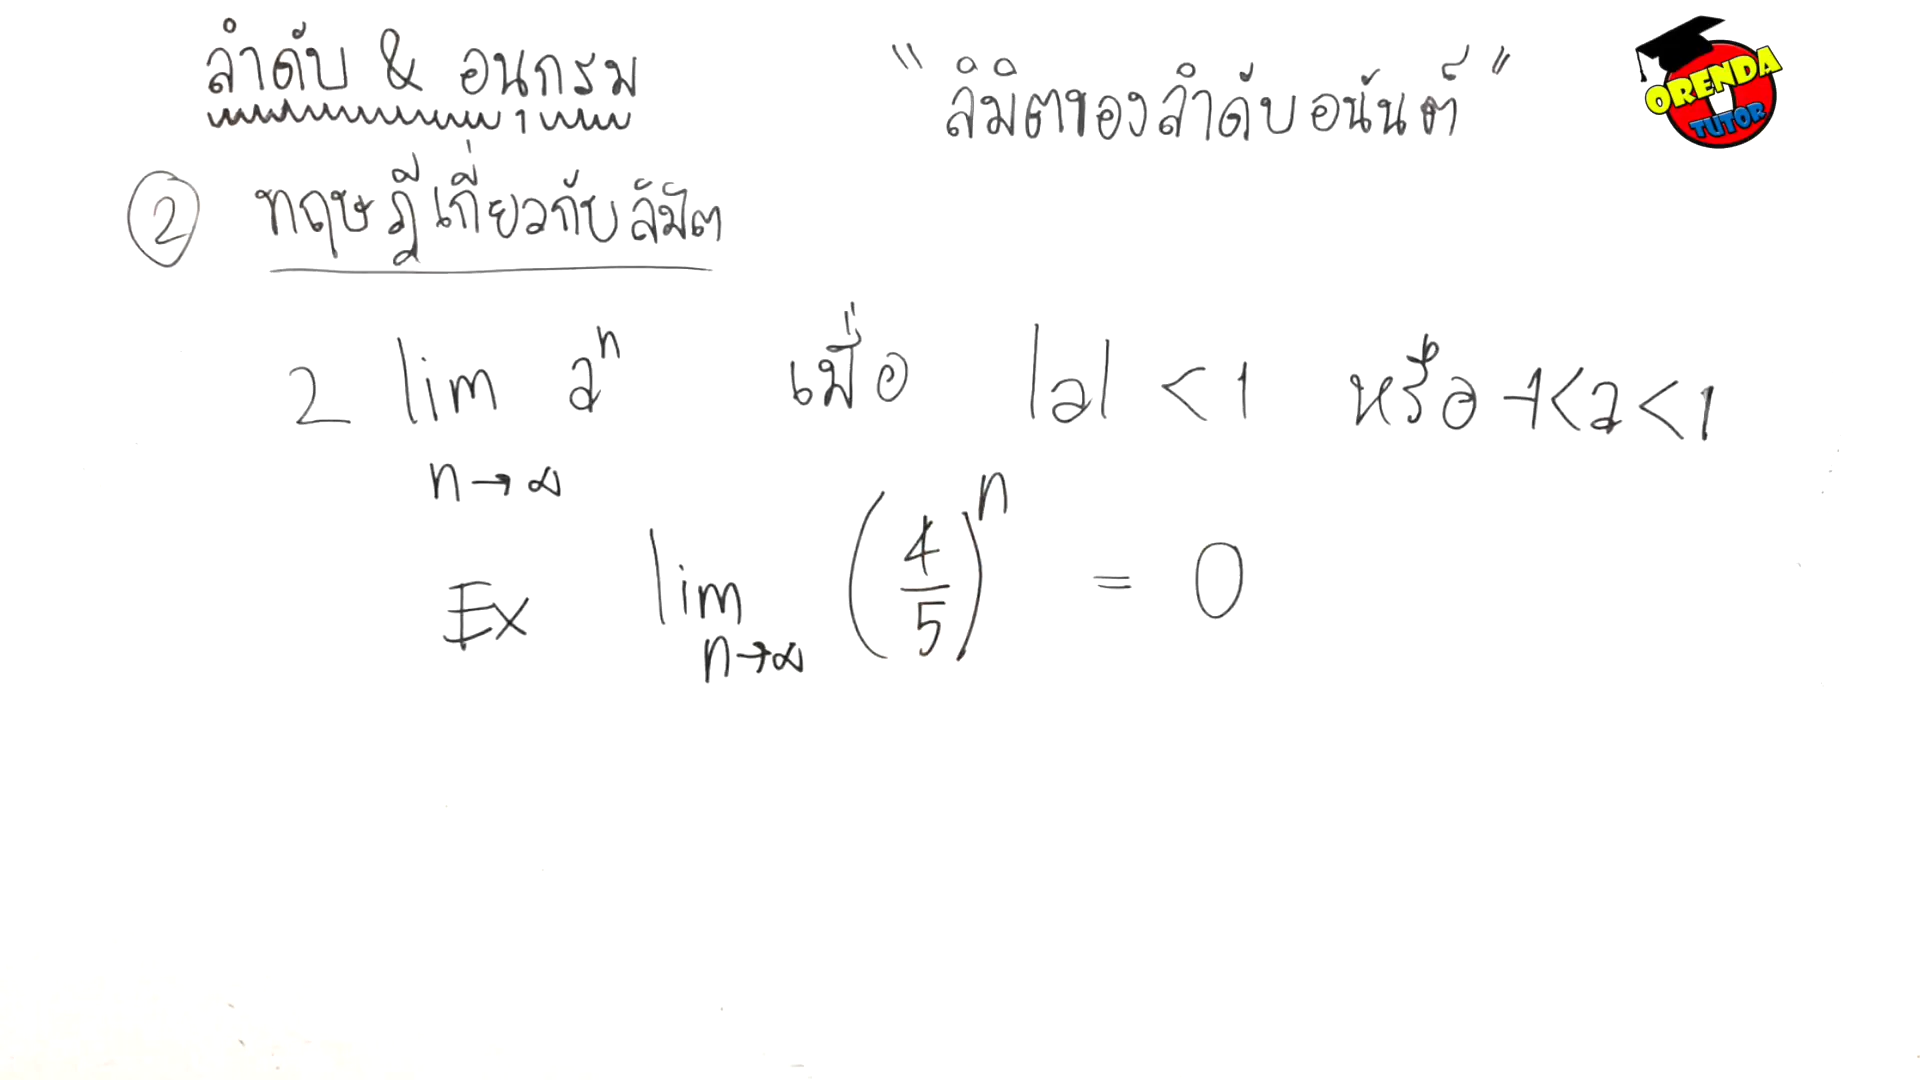 ลำดับ & อนกรม
"ลิมิตของลำดับอนันต์"
ORENDA
TUTOR
2 ทฤษฎีเกี่ยวกับลิมิต
2 lim aⁿ เมื่อ |a| < 1 หรือ -1 < a < 1
n→∞
Ex lim (4/5)ⁿ = 0
n→∞